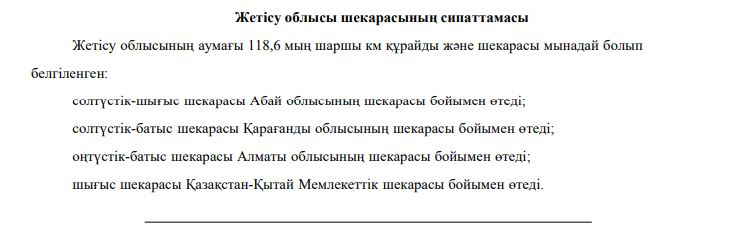 Жетісу облысы шекарасының сипаттамасы
Жетісу облысының аумағы 118,6 мың шаршы км құрайды және шекарасы мынадай болып
белгіленген:
солтүстік-шығыс шекарасы Абай облысының шекарасы бойымен өтеді;
солтүстік-батыс шекарасы Қарағанды облысының шекарасы бойымен өтеді;
оңтүстік-батыс шекарасы Алматы облысының шекарасы бойымен өтеді;
шығыс шекарасы Қазақстан-Қытай Мемлекеттік шекарасы бойымен өтеді.